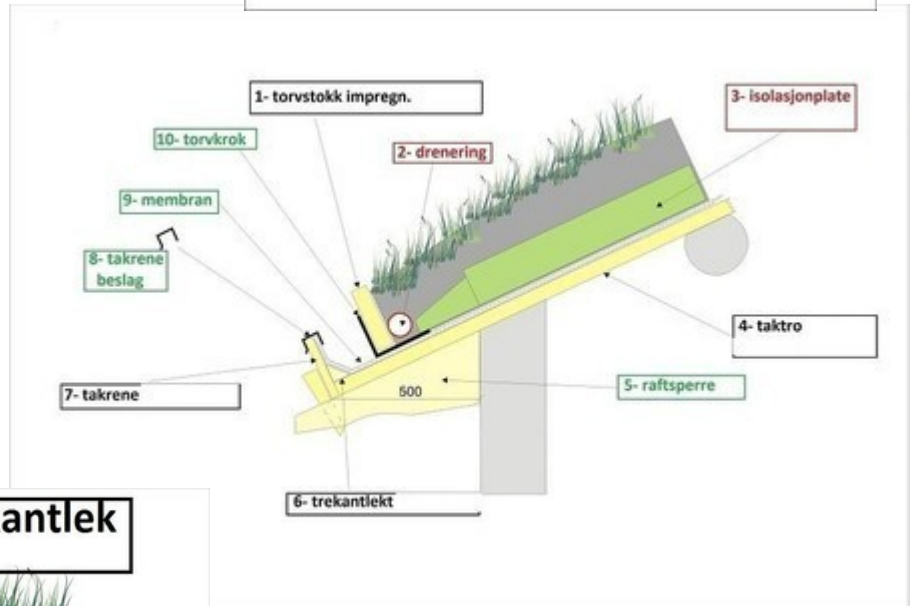 1- torvstokk impregn.
3- isolasjonplate
10- torvkrok
2- drenering
9- membran
8- takrene
beslag
4- taktro
5- raftsperre
7- takrene
500
6- trekantlekt
antlek